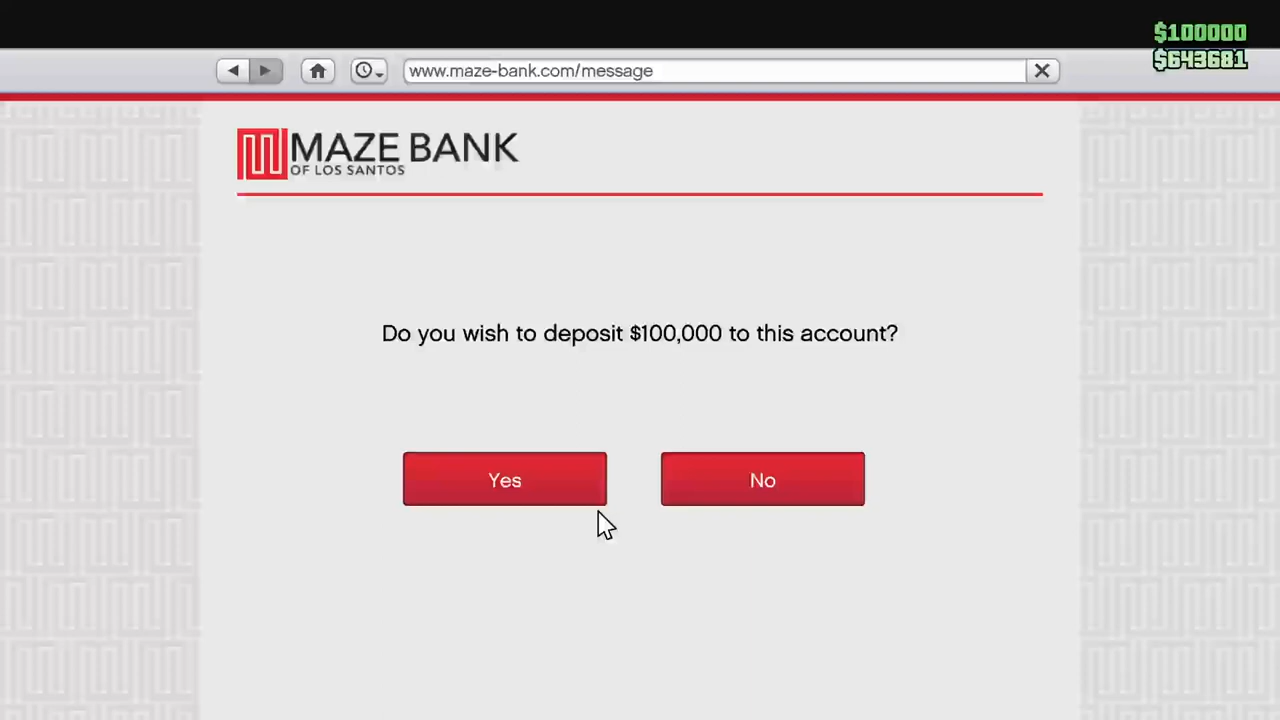 $100000
$643681
www.maze-bank.com/message
MAZE BANK
OF LOS SANTOS
Do you wish to deposit $100,000 to this account?
Yes
No